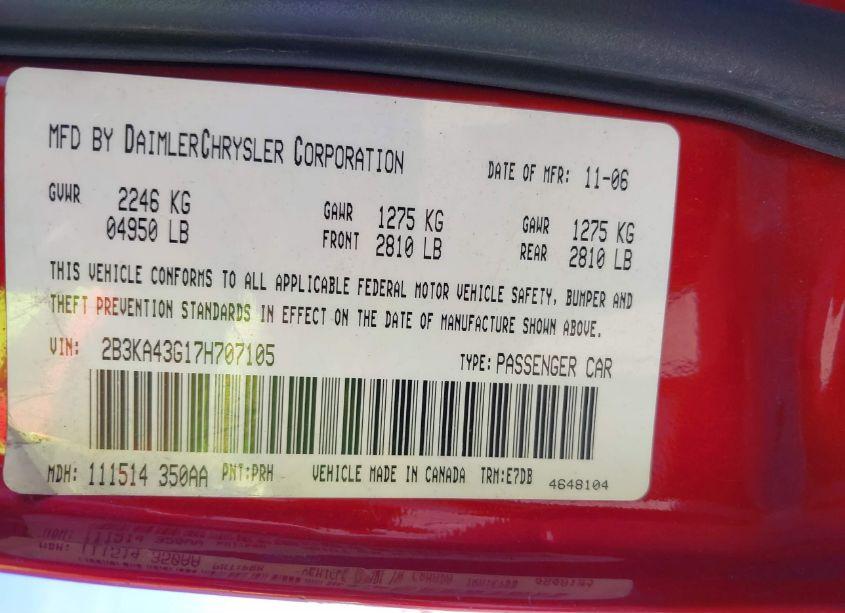 MFD BY DAIMLERCHRYSLER CORPORATION DATE OF MFR: 11-06
GVWR 2246 KG GAWR 1275 KG GAWR 1275 KG
04950 LB FRONT 2810 LB REAR 2810 LB
THIS VEHICLE CONFORMS TO ALL APPLICABLE FEDERAL MOTOR VEHICLE SAFETY, BUMPER AND
THEFT PREVENTION STANDARDS IN EFFECT ON THE DATE OF MANUFACTURE SHOWN ABOVE.
VIN: 2B3KA43G17H707105 TYPE: PASSENGER CAR
MDH: 111514 350AA PNT:PRH VEHICLE MADE IN CANADA TRM:E7DB 4648104